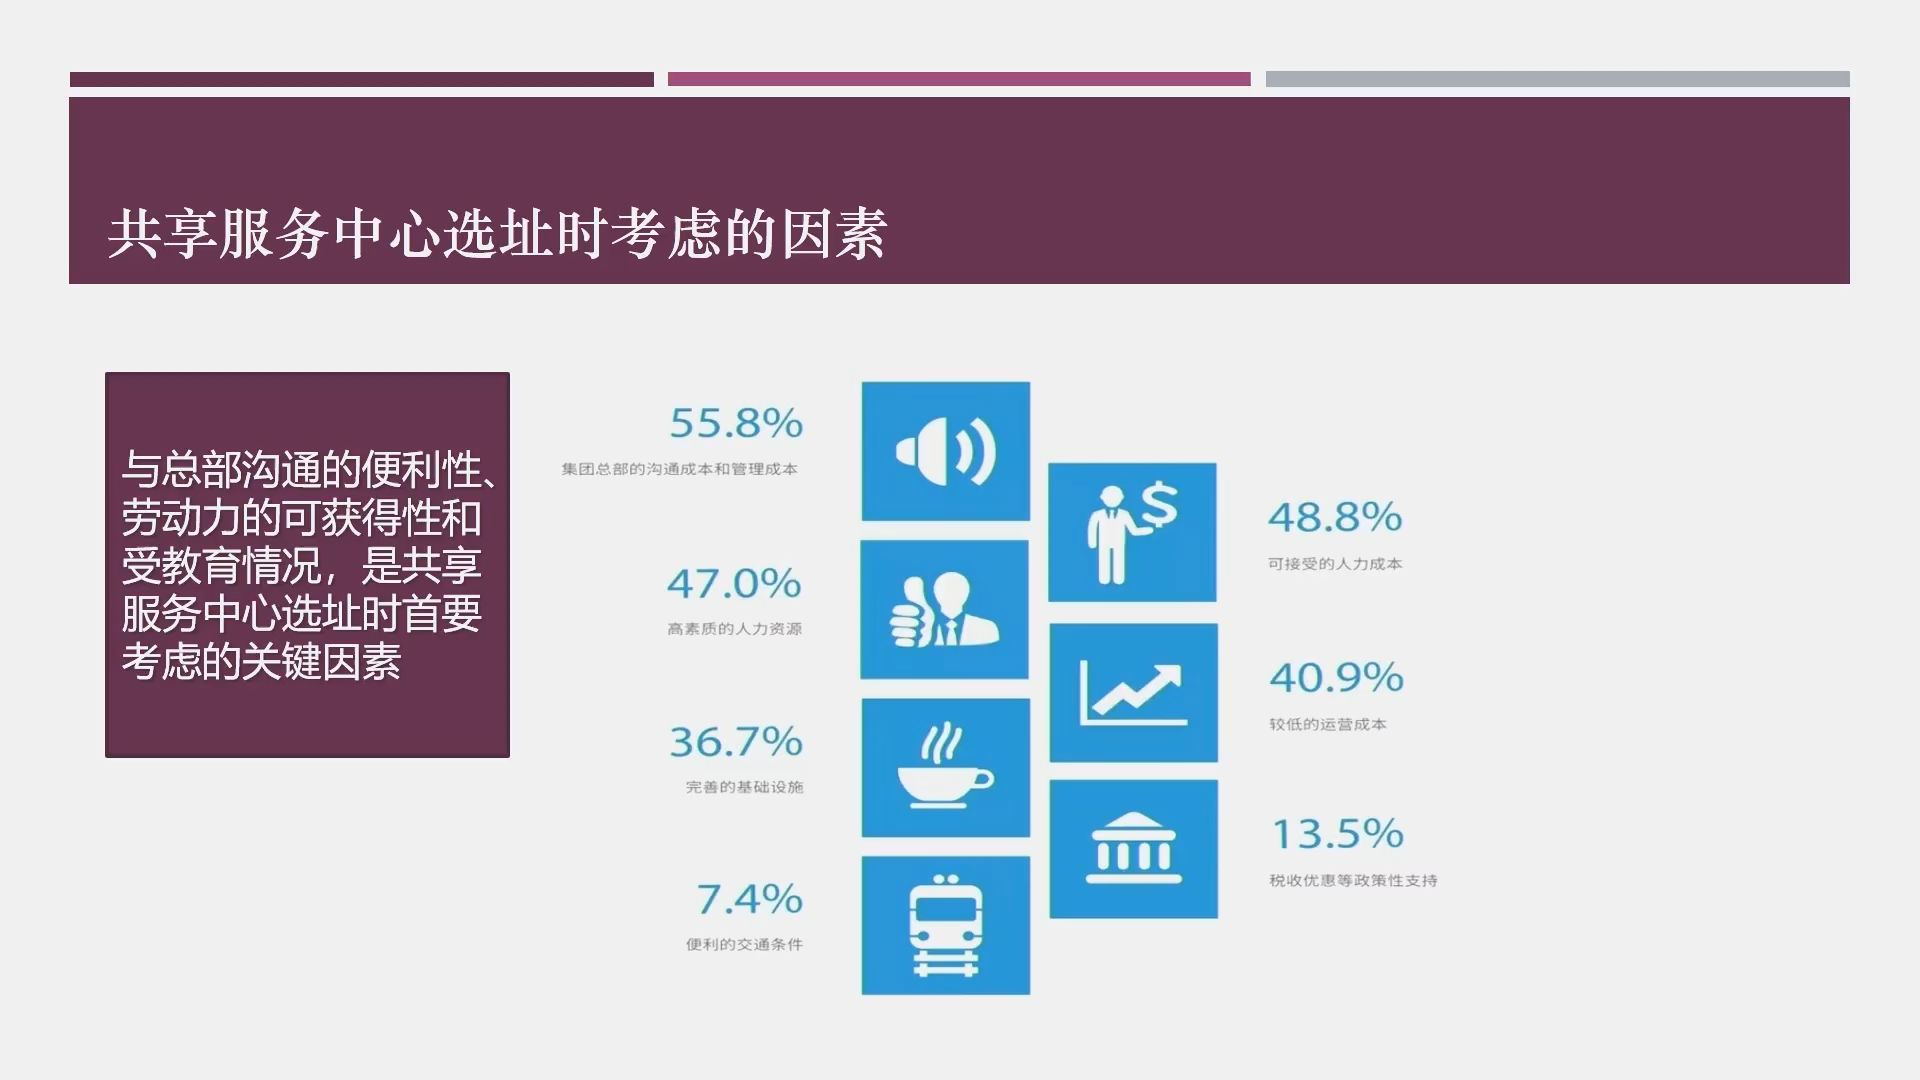 共享服务中心选址时考虑的因素
与总部沟通的便利性、
劳动力的可获得性和
受教育情况，是共享
服务中心选址时首要
考虑的关键因素
55.8%
集团总部的沟通成本和管理成本
48.8%
可接受的人力成本
47.0%
高素质的人力资源
40.9%
较低的运营成本
36.7%
完善的基础设施
13.5%
税收优惠等政策性支持
7.4%
便利的交通条件